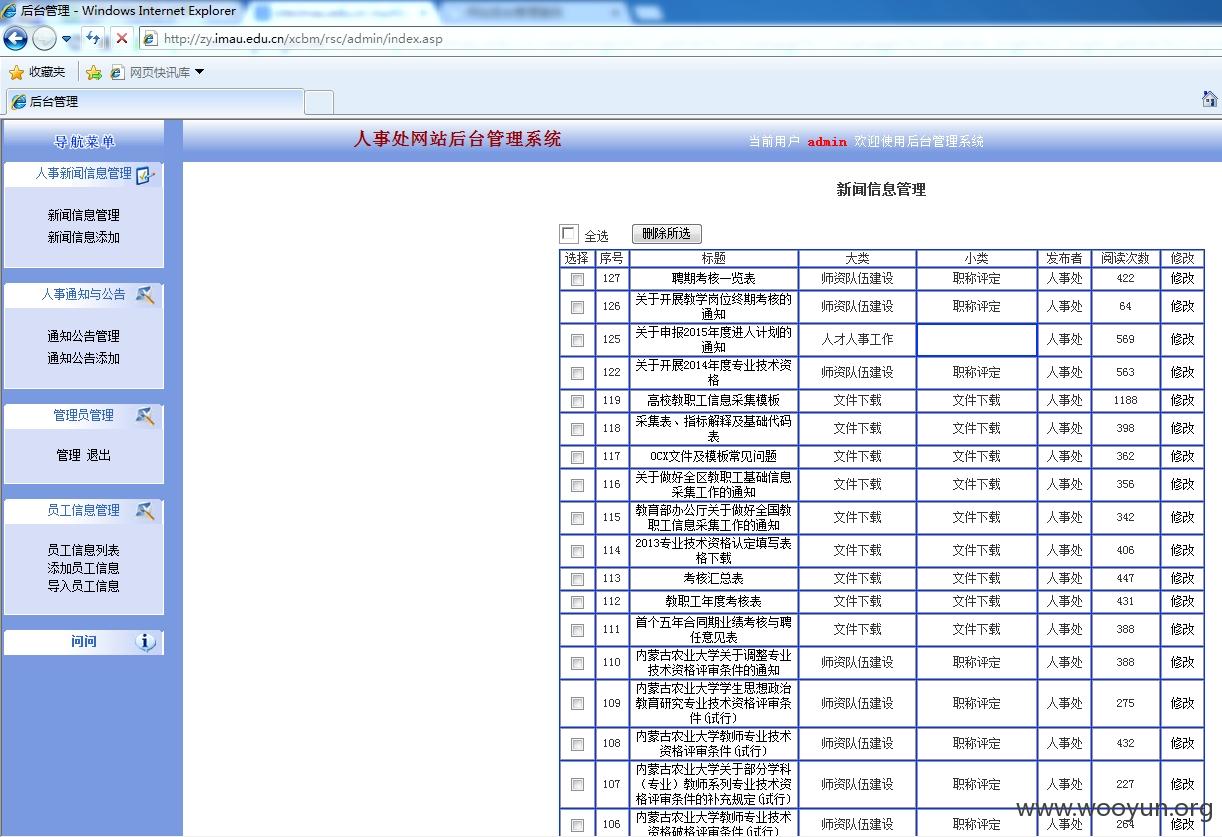 后台管理 - Windows Internet Explorer
http://zy.imau.edu.cn/xcbm/rsc/admin/index.asp
收藏夹 网页快讯库
后台管理
导航菜单
人事处网站后台管理系统
当前用户 admin 欢迎使用后台管理系统
人事新闻信息管理
新闻信息管理
新闻信息添加
人事通知与公告
通知公告管理
通知公告添加
管理员管理
管理 退出
员工信息管理
员工信息列表
添加员工信息
导入员工信息
问问
新闻信息管理
全选 删除所选
选择 序号 标题 大类 小类 发布者 阅读次数 修改
127 聘期考核一览表 师资队伍建设 职称评定 人事处 422 修改
126 关于开展教学岗位终期考核的
通知 师资队伍建设 职称评定 人事处 64 修改
125 关于申报2015年度进人计划的
通知 人才人事工作 人事处 569 修改
122 关于开展2014年度专业技术资
格 师资队伍建设 职称评定 人事处 563 修改
119 高校教职工信息采集模板 文件下载 文件下载 人事处 1188 修改
118 采集表、指标解释及基础代码
表 文件下载 文件下载 人事处 398 修改
117 OCX文件及模板常见问题 文件下载 文件下载 人事处 362 修改
116 关于做好全区教职工基础信息
采集工作的通知 文件下载 文件下载 人事处 356 修改
115 教育部办公厅关于做好全国教
职工信息采集工作的通知 文件下载 文件下载 人事处 342 修改
114 2013专业技术资格认定填写表
格下载 文件下载 文件下载 人事处 406 修改
113 考核汇总表 文件下载 文件下载 人事处 447 修改
112 教职工年度考核表 文件下载 文件下载 人事处 431 修改
111 首个五年合同期业绩考核与聘
任意见表 文件下载 文件下载 人事处 388 修改
110 内蒙古农业大学关于调整专业
技术资格评审条件的通知 师资队伍建设 职称评定 人事处 388 修改
109 内蒙古农业大学学生思想政治
教育研究专业技术资格评审条
件(试行) 师资队伍建设 职称评定 人事处 275 修改
108 内蒙古农业大学教师专业技术
资格评审条件(试行) 师资队伍建设 职称评定 人事处 432 修改
107 内蒙古农业大学关于部分学科
（专业）教师系列专业技术资
格评审条件的补充规定(试行) 师资队伍建设 职称评定 人事处 227 修改
106 内蒙古农业大学教师专业技术
资格破格评审条件(试行) 师资队伍建设 职称评定 人事处 264 修改
www.wooyun.org